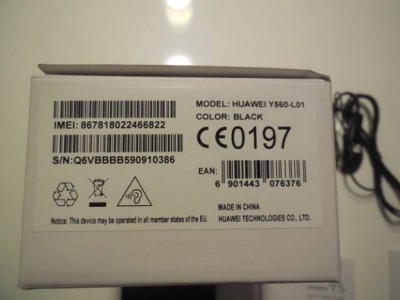 MODEL: HUAWEI Y560-L01
IMEI: 867818022466822
COLOR: BLACK
CE0197
S/N:Q6VBBBB590910386
EAN:
6 901443 076376
MADE IN CHINA
Notice: This device may be operated in all member states of the EU.
HUAWEI TECHNOLOGIES CO., LTD.